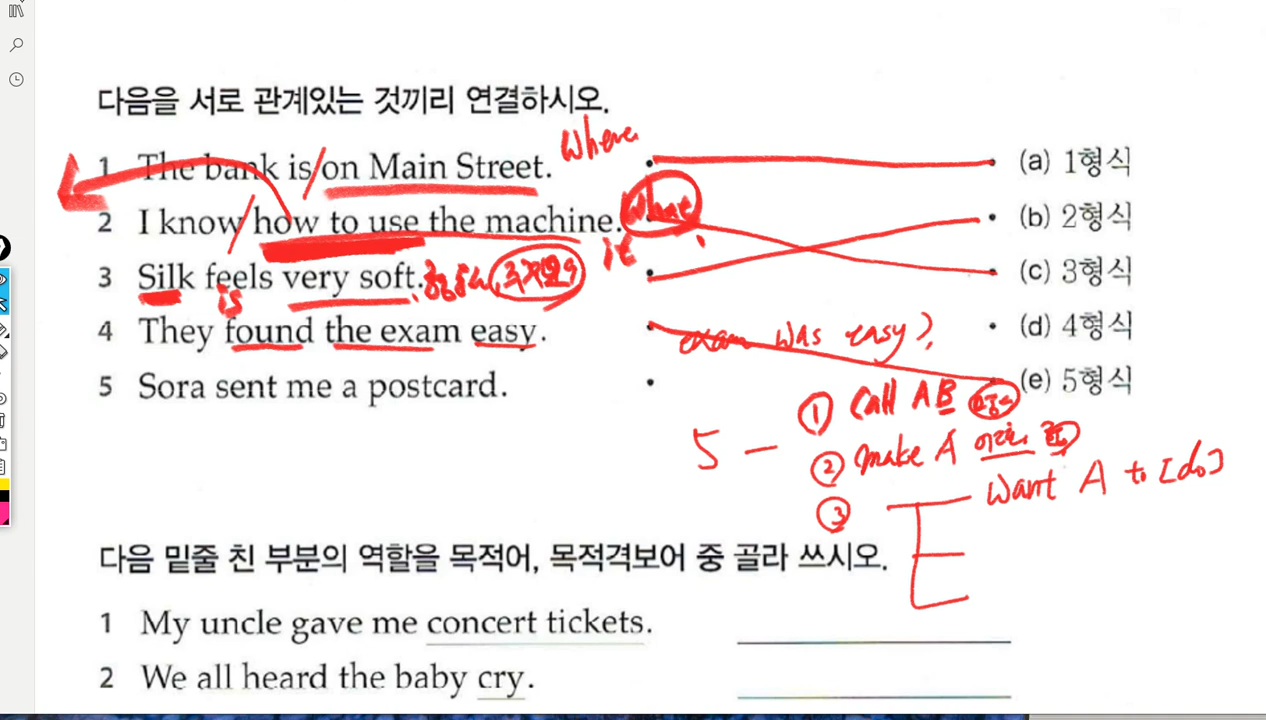 다음을 서로 관계있는 것끼리 연결하시오.
where
1 The bank is / on Main Street. (a) 1형식
2 I know / how to use the machine. what (b) 2형식
it
3 Silk feels very soft. (c) 3형식
is
4 They found the exam easy. exam was easy? (d) 4형식
5 Sora sent me a postcard. (e) 5형식
① call A B
5 — ② make A
③ want A to [do]
다음 밑줄 친 부분의 역할을 목적어, 목적격보어 중 골라 쓰시오.
1 My uncle gave me concert tickets.
2 We all heard the baby cry.